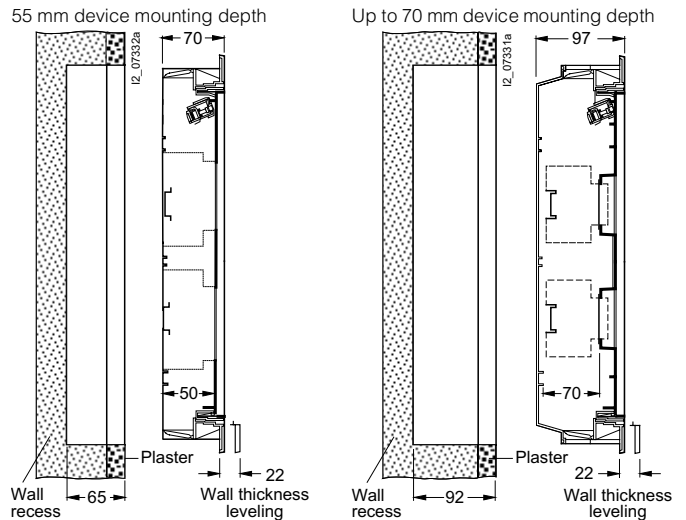 55 mm device mounting depth
70
I2_07332a
50
Plaster
22
Wall recess
65
Wall thickness leveling
Up to 70 mm device mounting depth
97
I2_07331a
70
Plaster
22
Wall recess
92
Wall thickness leveling